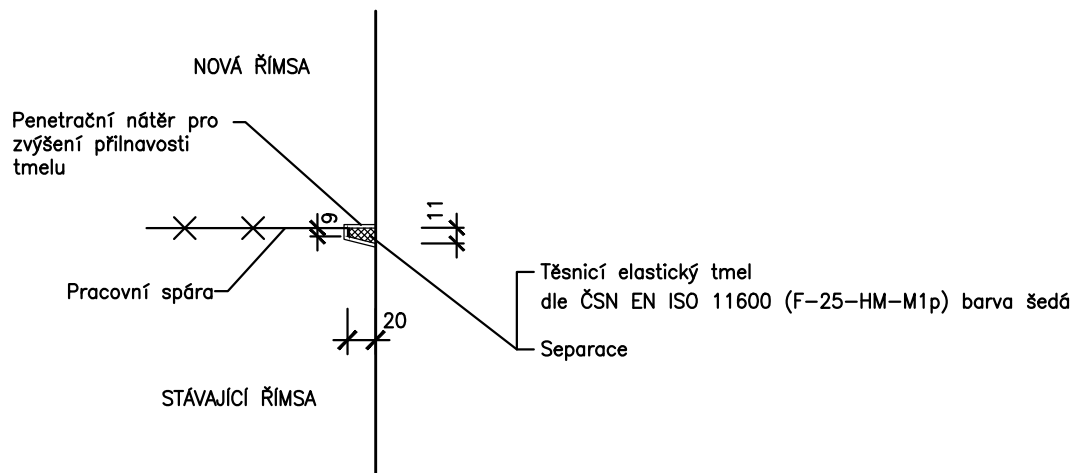 NOVÁ ŘÍMSA
Penetrační nátěr pro
zvýšení přilnavosti
tmelu
9
11
Pracovní spára
Těsnicí elastický tmel
dle ČSN EN ISO 11600 (F-25-HM-M1p) barva šedá
20
Separace
STÁVAJÍCÍ ŘÍMSA